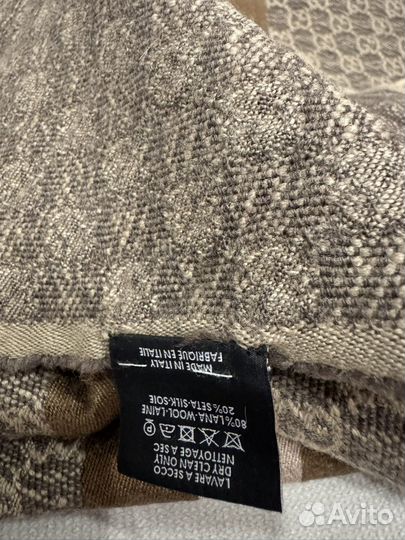 MADE IN ITALY
FABRIQUÉ EN ITALIE
80%LANA-WOOL-LAINE
20% SETA-SILK-SOIE
LAVARE A SECCO
DRY CLEAN ONLY
NETTOYAGE A SEC
Avito